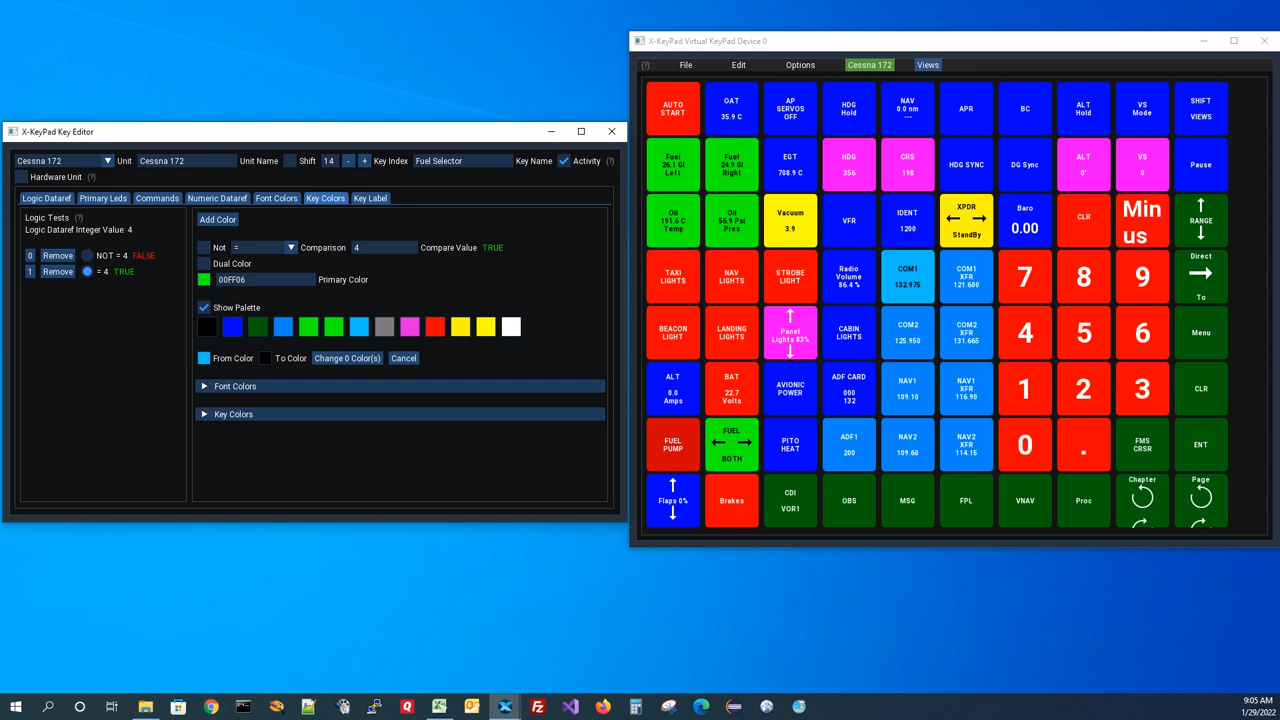 X-KeyPad Virtual KeyPad Device 0
(?) File Edit Options Cessna 172 Views
X-KeyPad Key Editor
Cessna 172 Unit Cessna 172 Unit Name Shift 14 - + Key Index Fuel Selector Key Name Activity (?)
Hardware Unit (?)
Logic Dataref Primary Leds Commands Numeric Dataref Font Colors Key Colors Key Label
Logic Tests (?)
Logic Dataref Integer Value: 4
0 Remove NOT = 4 FALSE
1 Remove = 4 TRUE
Add Color
Not = Comparison 4 Compare Value TRUE
Dual Color
00FF06 Primary Color
Show Palette
From Color To Color Change 0 Color(s) Cancel
Font Colors
Key Colors
AUTO
START
OAT
35.9 C
AP
SERVOS
OFF
HDG
Hold
NAV
0.0 nm
---
APR
BC
ALT
Hold
VS
Mode
SHIFT
VIEWS
Fuel
26.1 Gl
Left
Fuel
24.9 Gl
Right
EGT
708.9 C
HDG
356
CRS
198
HDG SYNC
DG Sync
ALT
0'
VS
0
Pause
Oil
191.6 C
Temp
Oil
56.9 Psi
Pres
Vacuum
3.9
VFR
IDENT
1200
XPDR
StandBy
Baro
0.00
CLR
Min
us
RANGE
TAXI
LIGHTS
NAV
LIGHTS
STROBE
LIGHT
Radio
Volume
86.4 %
COM1
132.975
COM1
XFR
121.600
7
8
9
Direct
To
BEACON
LIGHT
LANDING
LIGHTS
Panel
Lights 83%
CABIN
LIGHTS
COM2
125.950
COM2
XFR
131.665
4
5
6
Menu
ALT
0.0
Amps
BAT
22.7
Volts
AVIONIC
POWER
ADF CARD
000
132
NAV1
109.10
NAV1
XFR
116.90
1
2
3
CLR
FUEL
PUMP
FUEL
BOTH
PITO
HEAT
ADF1
200
NAV2
109.60
NAV2
XFR
114.15
0
.
FMS
CRSR
ENT
Flaps 0%
Brakes
CDI
VOR1
OBS
MSG
FPL
VNAV
Proc
Chapter
Page
9:05 AM
1/29/2022